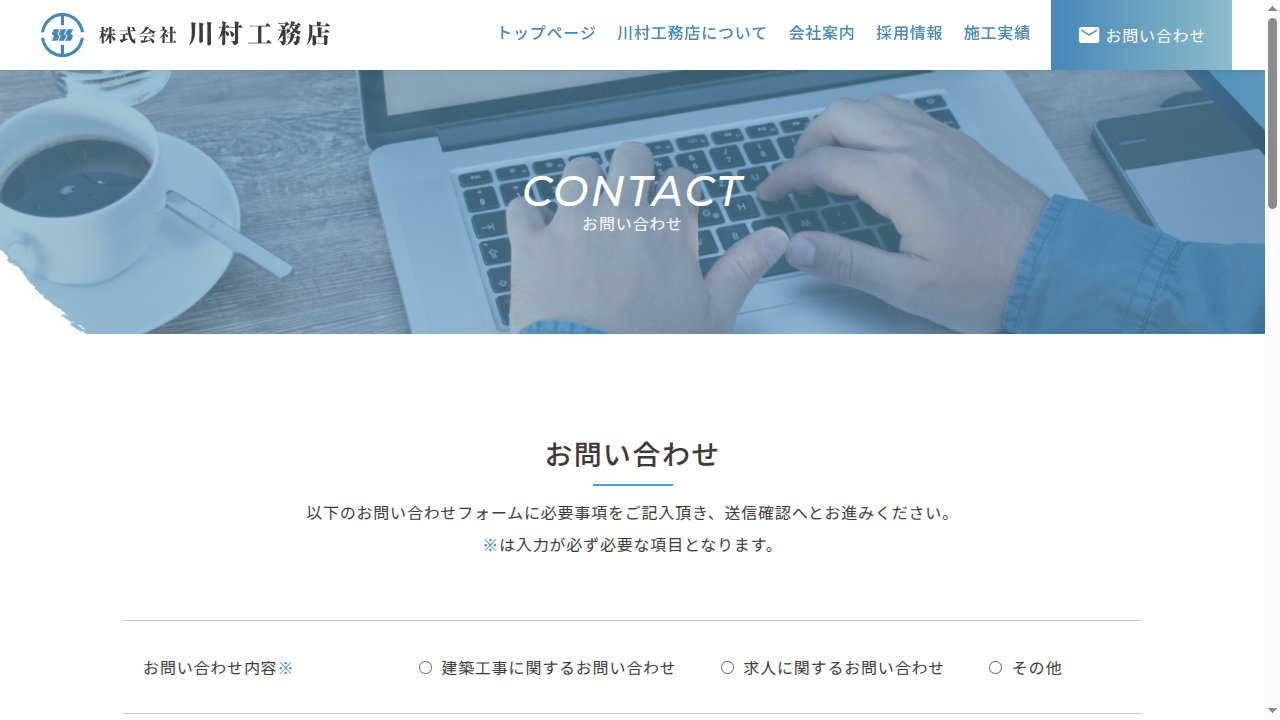 株式会社 川村工務店
トップページ 川村工務店について 会社案内 採用情報 施工実績 お問い合わせ
CONTACT
お問い合わせ
お問い合わせ
以下のお問い合わせフォームに必要事項をご記入頂き、送信確認へとお進みください。
※は入力が必ず必要な項目となります。
お問い合わせ内容※ 建築工事に関するお問い合わせ 求人に関するお問い合わせ その他